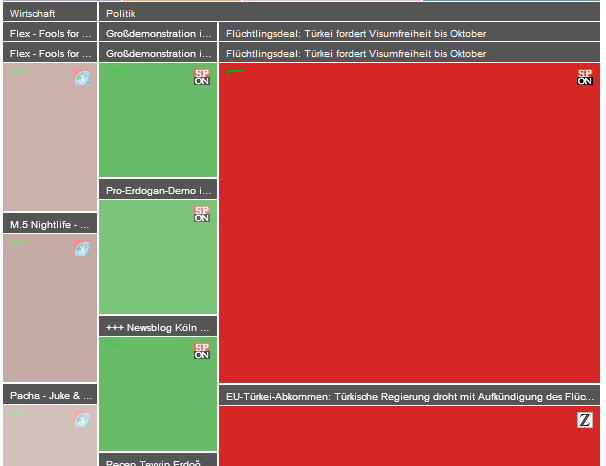 Wirtschaft
Politik
Flex - Fools for ...
Großdemonstration i...
Flüchtlingsdeal: Türkei fordert Visumfreiheit bis Oktober
Flex - Fools for ...
Großdemonstration i...
Flüchtlingsdeal: Türkei fordert Visumfreiheit bis Oktober
SP
ON
SP
ON
Pro-Erdogan-Demo i...
SP
ON
M.5 Nightlife - ...
+++ Newsblog Köln ...
SP
ON
Pacha - Juke & ...
EU-Türkei-Abkommen: Türkische Regierung droht mit Aufkündigung des Flüc...
Z
Recep Tayyip Erdoğ...